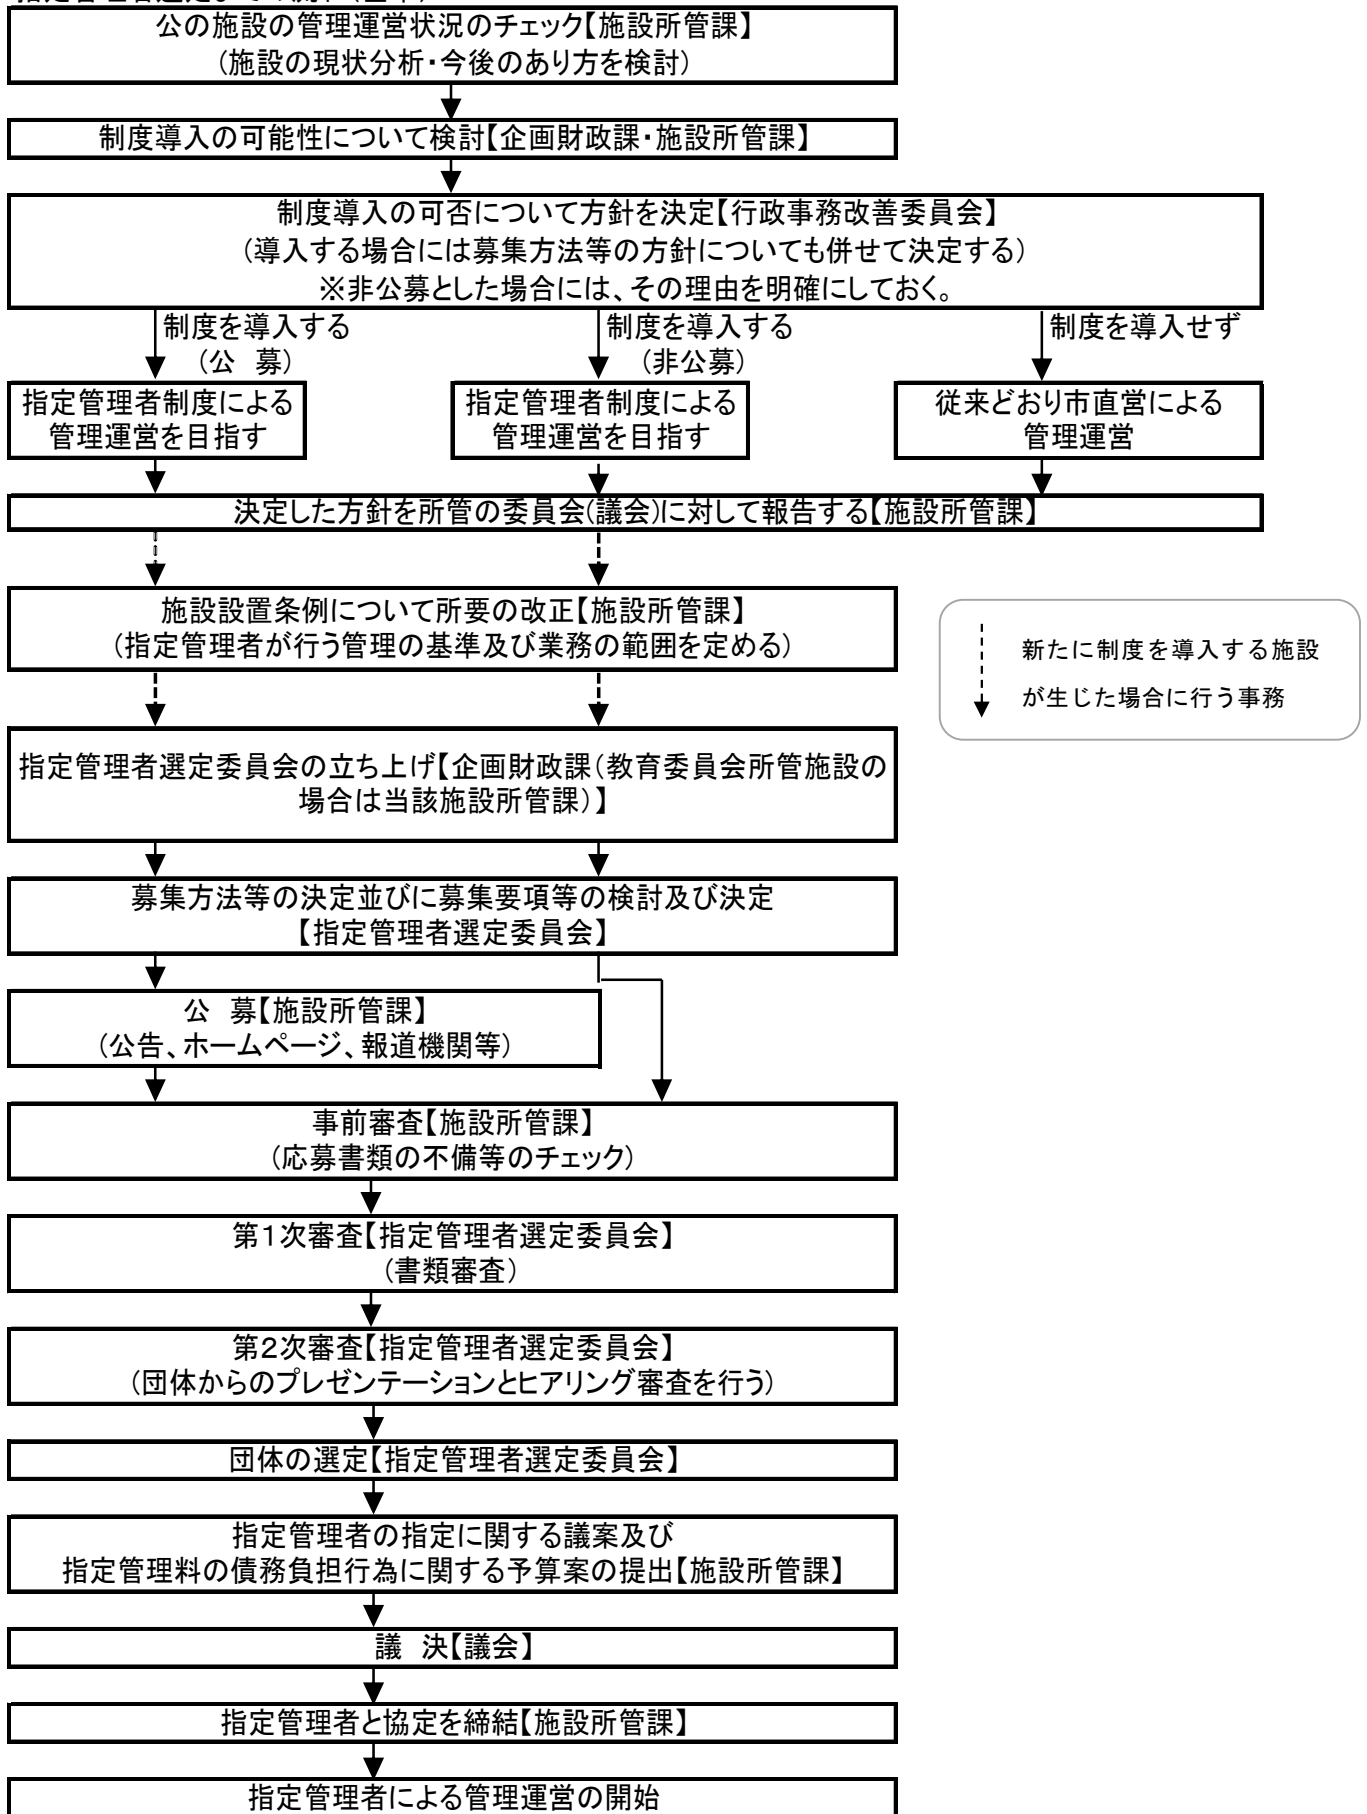 公の施設の管理運営状況のチェック【施設所管課】
(施設の現状分析・今後のあり方を検討)
制度導入の可能性について検討【企画財政課・施設所管課】
制度導入の可否について方針を決定【行政事務改善委員会】
(導入する場合には募集方法等の方針についても併せて決定する)
※非公募とした場合には、その理由を明確にしておく。
制度を導入する
(公　募)
制度を導入する
(非公募)
制度を導入せず
指定管理者制度による
管理運営を目指す
指定管理者制度による
管理運営を目指す
従来どおり市直営による
管理運営
決定した方針を所管の委員会(議会)に対して報告する【施設所管課】
施設設置条例について所要の改正【施設所管課】
(指定管理者が行う管理の基準及び業務の範囲を定める)
新たに制度を導入する施設
が生じた場合に行う事務
指定管理者選定委員会の立ち上げ【企画財政課(教育委員会所管施設の
場合は当該施設所管課)】
募集方法等の決定並びに募集要項等の検討及び決定
【指定管理者選定委員会】
公　募【施設所管課】
(公告、ホームページ、報道機関等)
事前審査【施設所管課】
(応募書類の不備等のチェック)
第1次審査【指定管理者選定委員会】
(書類審査)
第2次審査【指定管理者選定委員会】
(団体からのプレゼンテーションとヒアリング審査を行う)
団体の選定【指定管理者選定委員会】
指定管理者の指定に関する議案及び
指定管理料の債務負担行為に関する予算案の提出【施設所管課】
議　決【議会】
指定管理者と協定を締結【施設所管課】
指定管理者による管理運営の開始